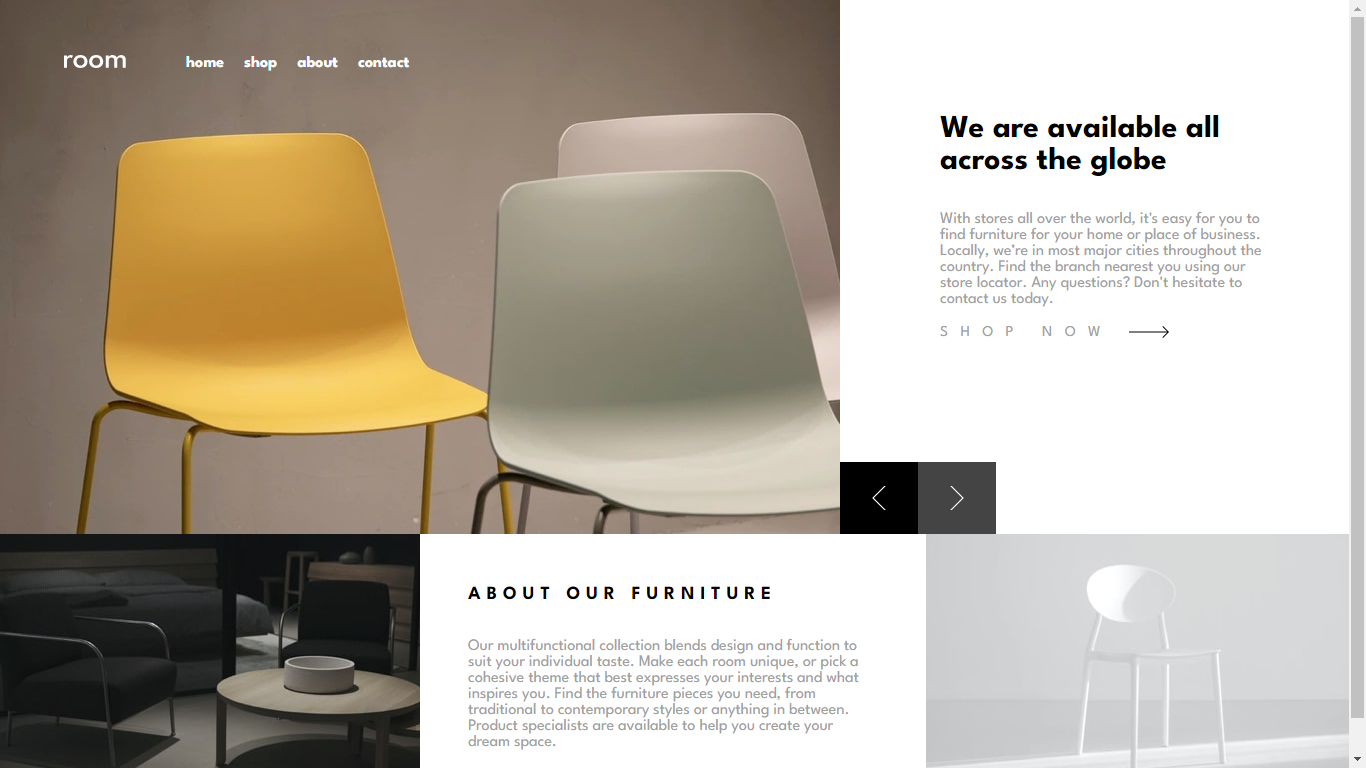 room
home shop about contact
We are available all
across the globe
With stores all over the world, it's easy for you to
find furniture for your home or place of business.
Locally, we’re in most major cities throughout the
country. Find the branch nearest you using our
store locator. Any questions? Don't hesitate to
contact us today.
SHOP NOW
ABOUT OUR FURNITURE
Our multifunctional collection blends design and function to
suit your individual taste. Make each room unique, or pick a
cohesive theme that best expresses your interests and what
inspires you. Find the furniture pieces you need, from
traditional to contemporary styles or anything in between.
Product specialists are available to help you create your
dream space.